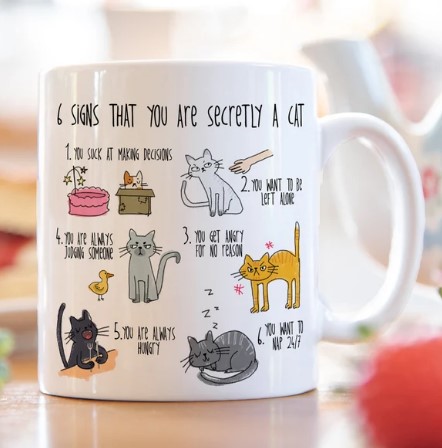 6 SIGNS THAT YOU ARE SECRETLY A CAT
1. YOU SUCK AT MAKING DECISIONS
2. YOU WANT TO BE
LEFT ALONE
4. YOU ARE ALWAYS
JUDGING SOMEONE
3. YOU GET ANGRY
FOR NO REASON
5. YOU ARE ALWAYS
HUNGRY
Z Z Z
6. YOU WANT TO
NAP 24/7